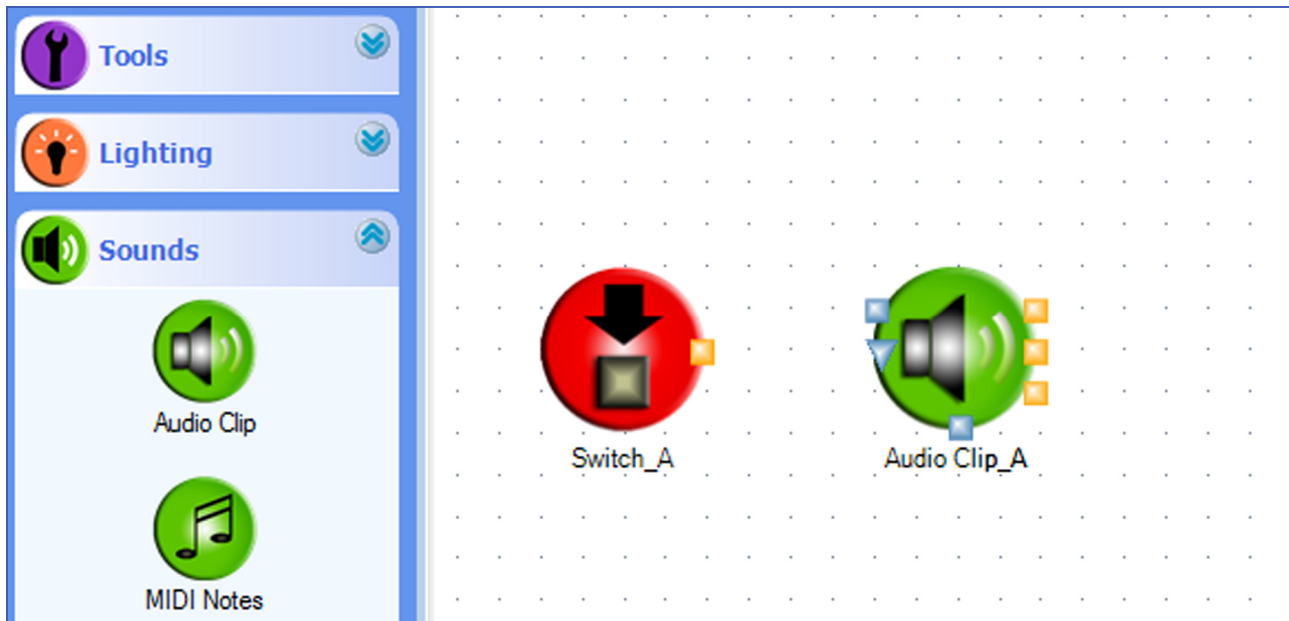 Tools
Lighting
Sounds
Audio Clip
MIDI Notes
Switch_A
Audio Clip_A